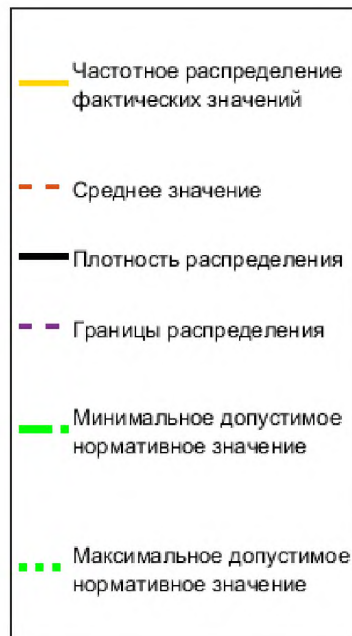 Частотное распределение
фактических значений
Среднее значение
Плотность распределения
Границы распределения
Минимальное допустимое
нормативное значение
Максимальное допустимое
нормативное значение